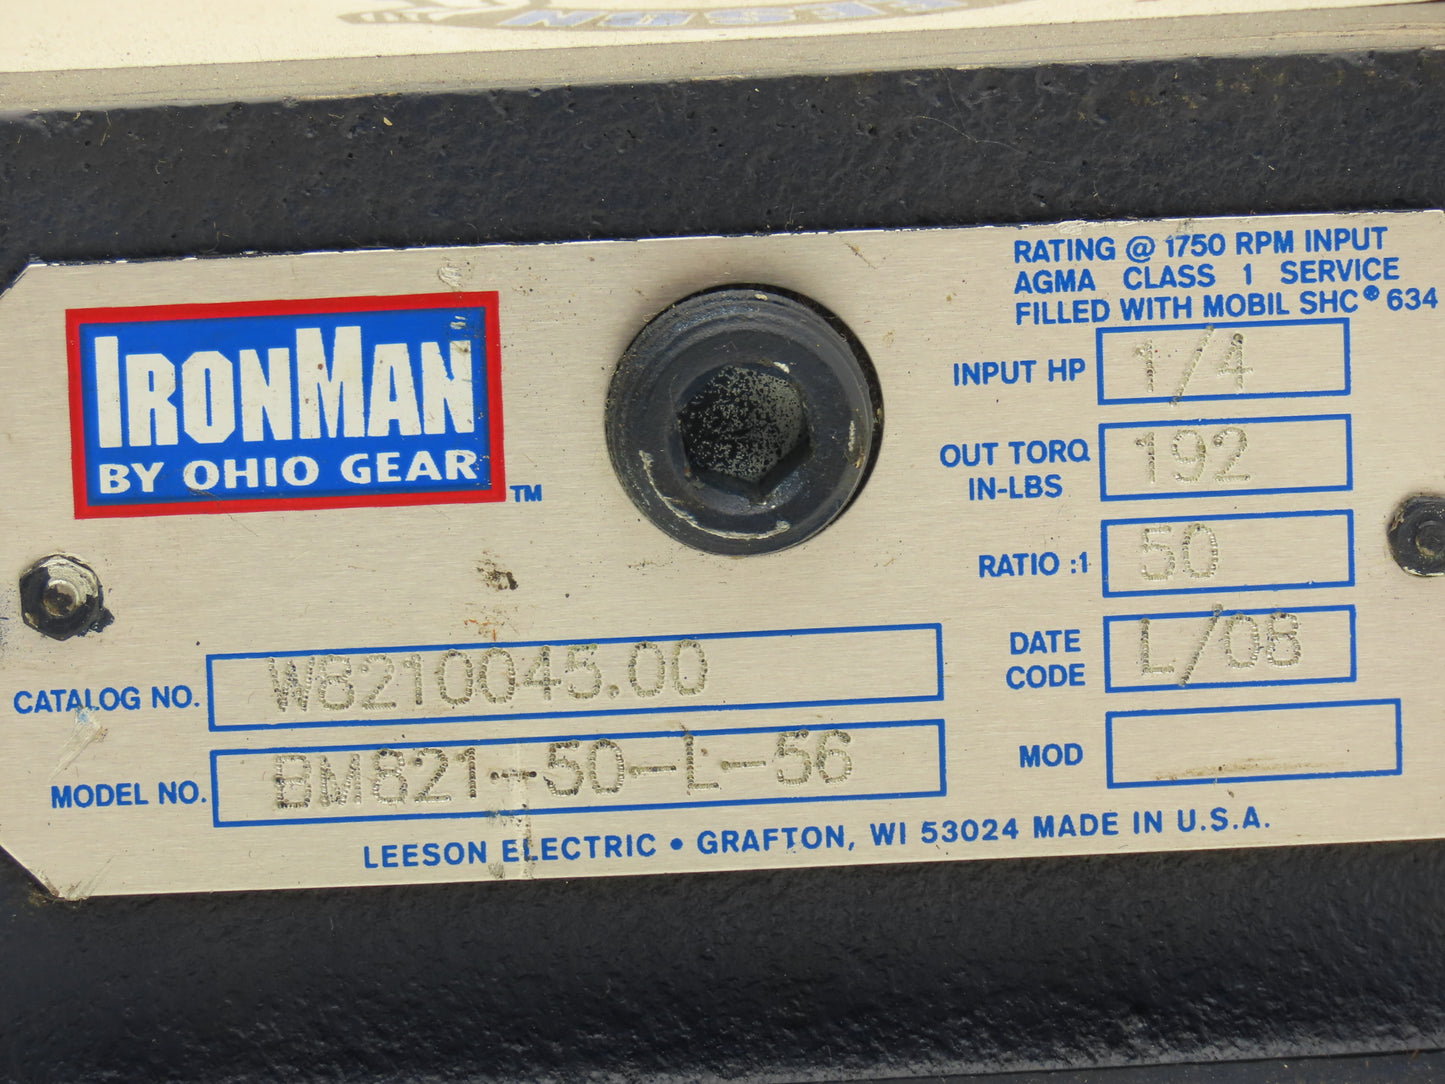 IRONMAN
BY OHIO GEAR
TM
RATING @ 1750 RPM INPUT
AGMA CLASS 1 SERVICE
FILLED WITH MOBIL SHC® 634
INPUT HP 1/4
OUT TORQ
IN-LBS 192
RATIO :1 50
DATE
CODE L/08
MOD
CATALOG NO. W8210045.00
MODEL NO. BM821-50-L-56
LEESON ELECTRIC • GRAFTON, WI 53024 MADE IN U.S.A.